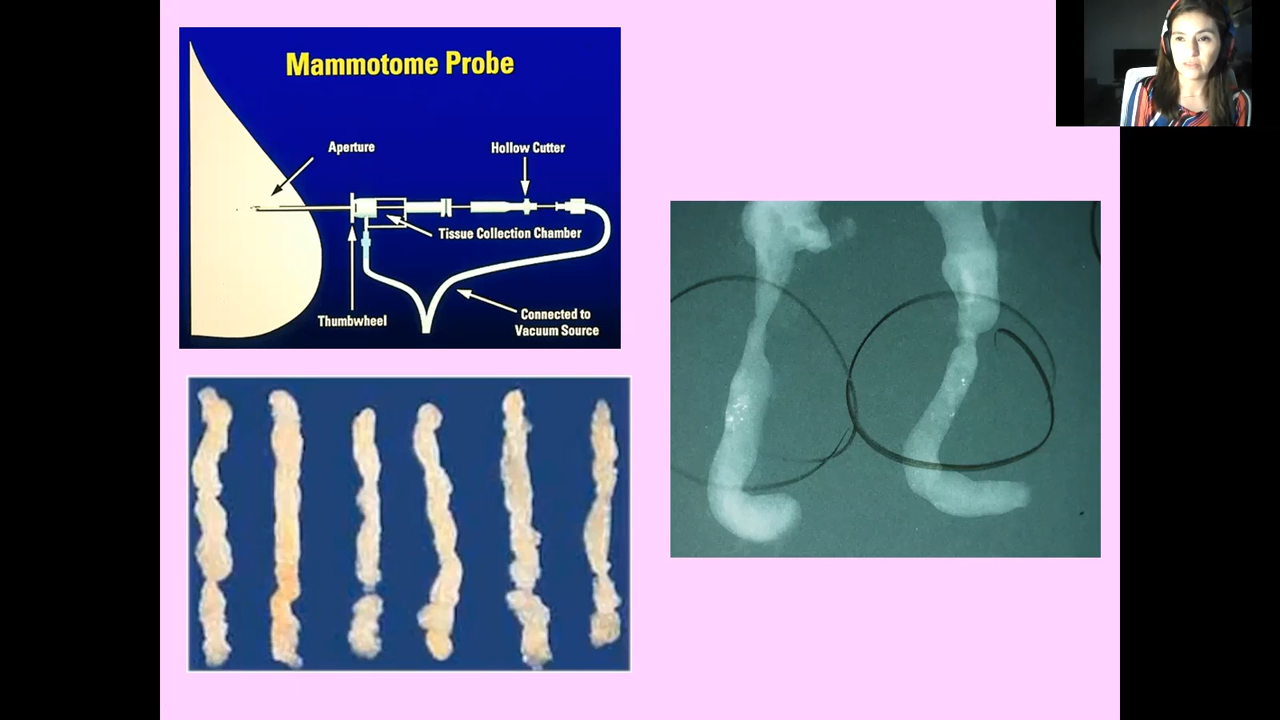 Mammotome Probe
Aperture
Hollow Cutter
Tissue Collection Chamber
Thumbwheel
Connected to
Vacuum Source